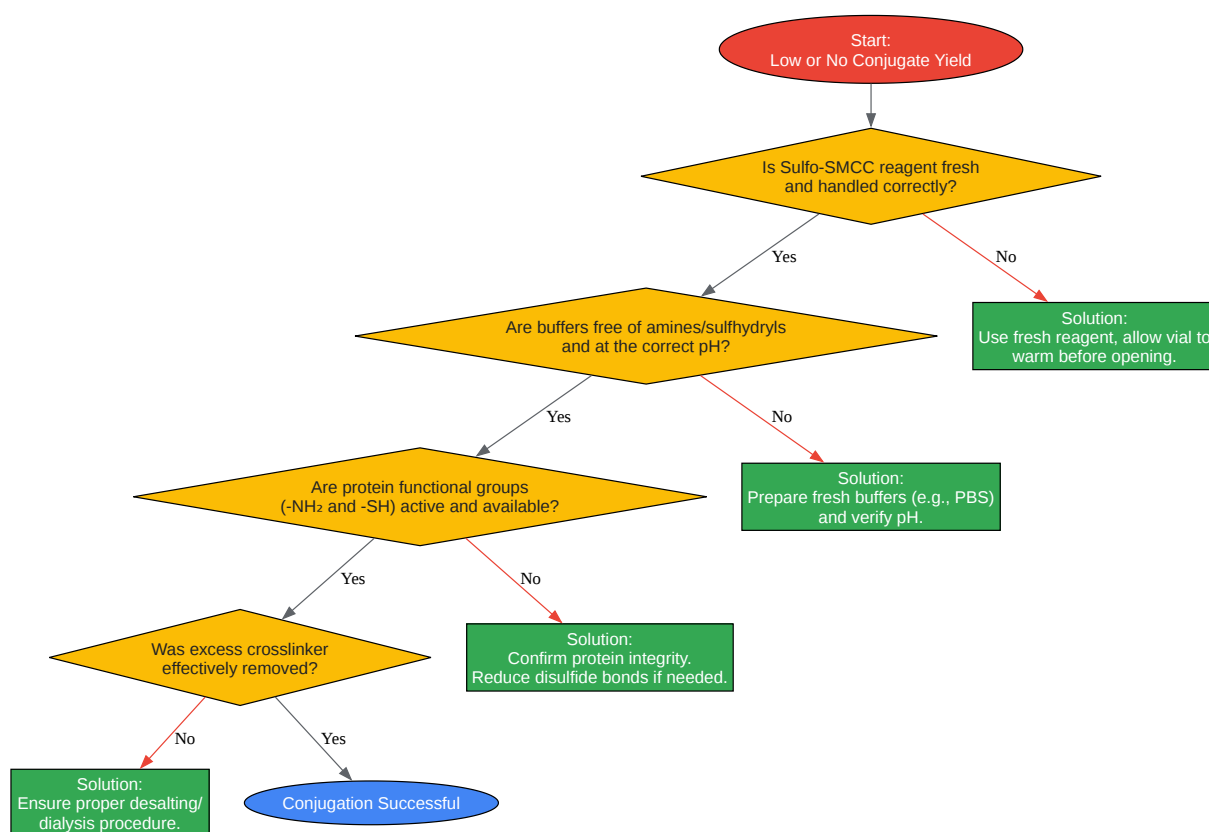 Start:
Low or No Conjugate Yield
Is Sulfo-SMCC reagent fresh
and handled correctly?
Yes
No
Are buffers free of amines/sulfhydryls
and at the correct pH?
Solution:
Use fresh reagent, allow vial to
warm before opening.
Yes
No
Are protein functional groups
(-NH₂ and -SH) active and available?
Solution:
Prepare fresh buffers (e.g., PBS)
and verify pH.
Yes
No
Was excess crosslinker
effectively removed?
Solution:
Confirm protein integrity.
Reduce disulfide bonds if needed.
No
Yes
Solution:
Ensure proper desalting/
dialysis procedure.
Conjugation Successful